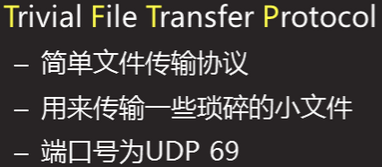 Trivial File Transfer Protocol
– 简单文件传输协议
– 用来传输一些琐碎的小文件
– 端口号为UDP 69